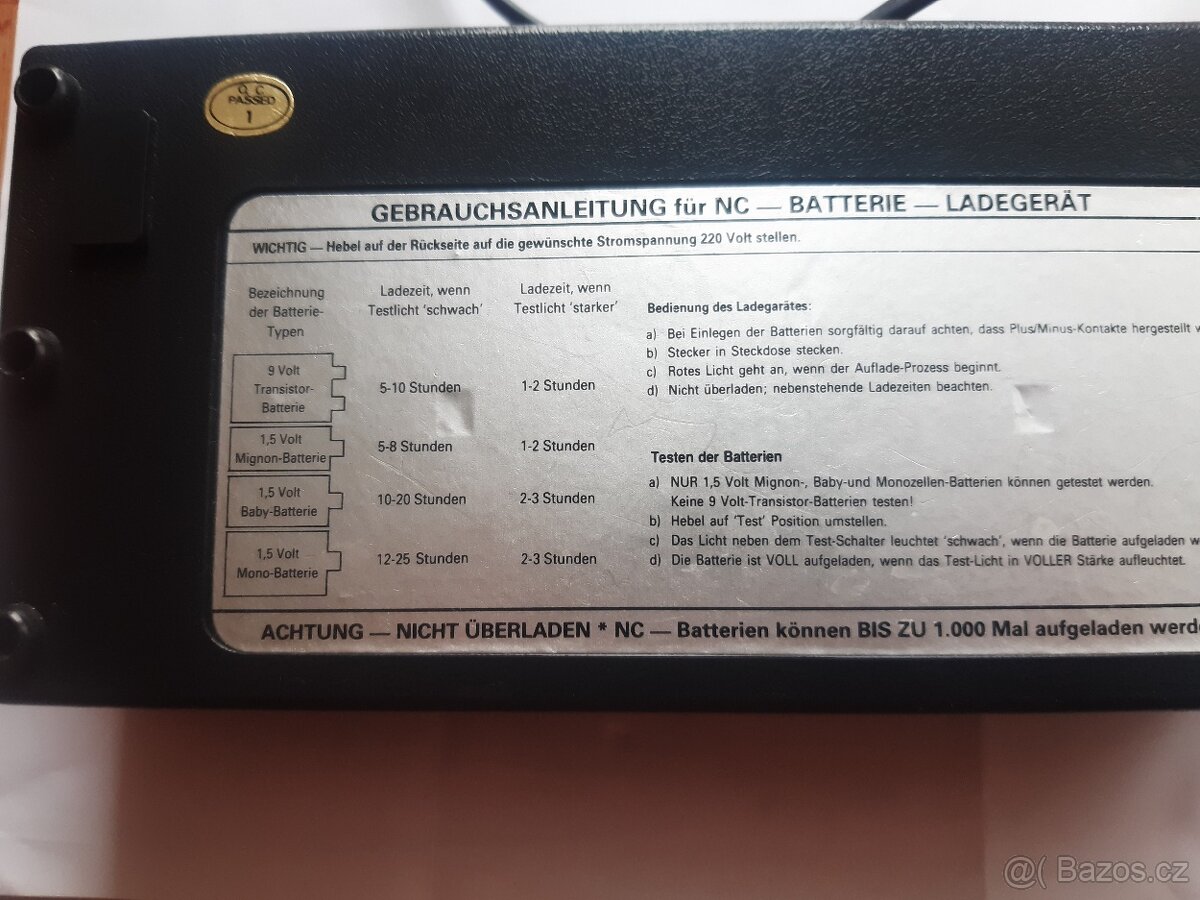 Q. C.
PASSED
1
GEBRAUCHSANLEITUNG für NC — BATTERIE — LADEGERÄT
WICHTIG — Hebel auf der Rückseite auf die gewünschte Stromspannung 220 Volt stellen.
Bezeichnung
der Batterie-
Typen
Ladezeit, wenn
Testlicht 'schwach'
Ladezeit, wenn
Testlicht 'starker'
9 Volt
Transistor-
Batterie
5-10 Stunden
1-2 Stunden
1,5 Volt
Mignon-Batterie
5-8 Stunden
1-2 Stunden
1,5 Volt
Baby-Batterie
10-20 Stunden
2-3 Stunden
1,5 Volt
Mono-Batterie
12-25 Stunden
2-3 Stunden
Bedienung des Ladegarätes:
a) Bei Einlegen der Batterien sorgfältig darauf achten, dass Plus/Minus-Kontakte hergestellt
b) Stecker in Steckdose stecken.
c) Rotes Licht geht an, wenn der Auflade-Prozess beginnt.
d) Nicht überladen; nebenstehende Ladezeiten beachten.
Testen der Batterien
a) NUR 1,5 Volt Mignon-, Baby-und Monozellen-Batterien können getestet werden.
Keine 9 Volt-Transistor-Batterien testen!
b) Hebel auf 'Test' Position umstellen.
c) Das Licht neben dem Test-Schalter leuchtet 'schwach', wenn die Batterie aufgeladen
d) Die Batterie ist VOLL aufgeladen, wenn das Test-Licht in VOLLER Stärke aufleuchtet.
ACHTUNG — NICHT ÜBERLADEN * NC — Batterien können BIS ZU 1.000 Mal aufgeladen werd
@( Bazos.cz